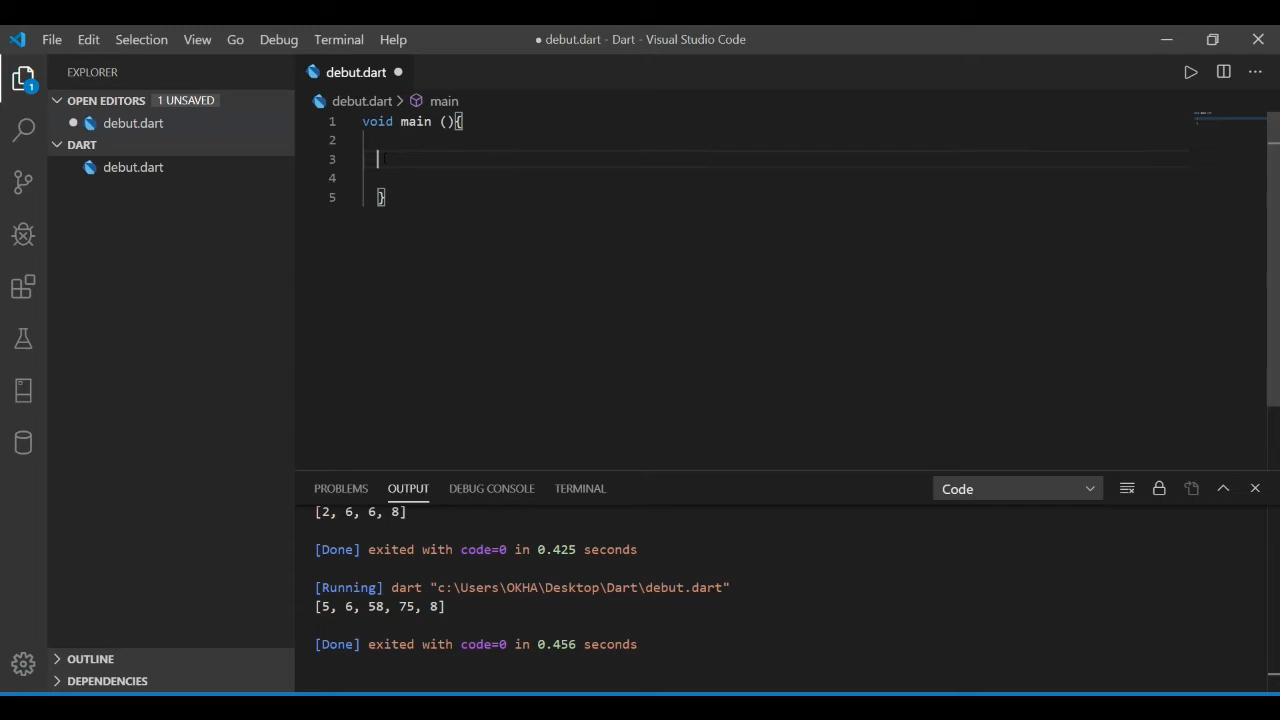 File Edit Selection View Go Debug Terminal Help ● debut.dart - Dart - Visual Studio Code
EXPLORER
debut.dart ●
OPEN EDITORS 1 UNSAVED
debut.dart > main
● debut.dart
DART
debut.dart
1 void main (){
2
3
4
5 }
PROBLEMS OUTPUT DEBUG CONSOLE TERMINAL Code
[2, 6, 6, 8]
[Done] exited with code=0 in 0.425 seconds
[Running] dart "c:\Users\OKHA\Desktop\Dart\debut.dart"
[5, 6, 58, 75, 8]
[Done] exited with code=0 in 0.456 seconds
OUTLINE
DEPENDENCIES
1